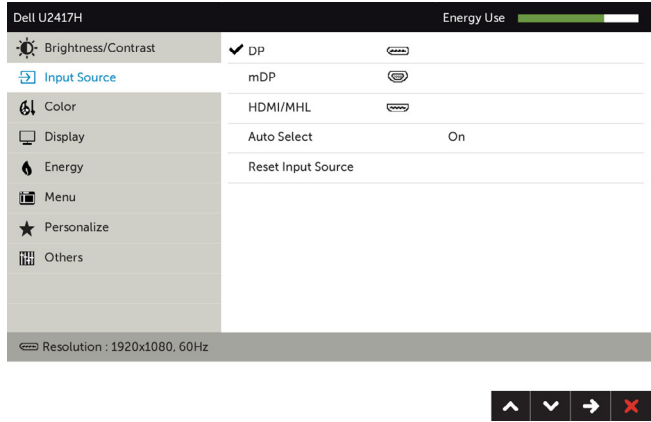 Dell U2417H Energy Use
Brightness/Contrast
Input Source
Color
Display
Energy
Menu
Personalize
Others
DP
mDP
HDMI/MHL
Auto Select On
Reset Input Source
Resolution : 1920x1080, 60Hz